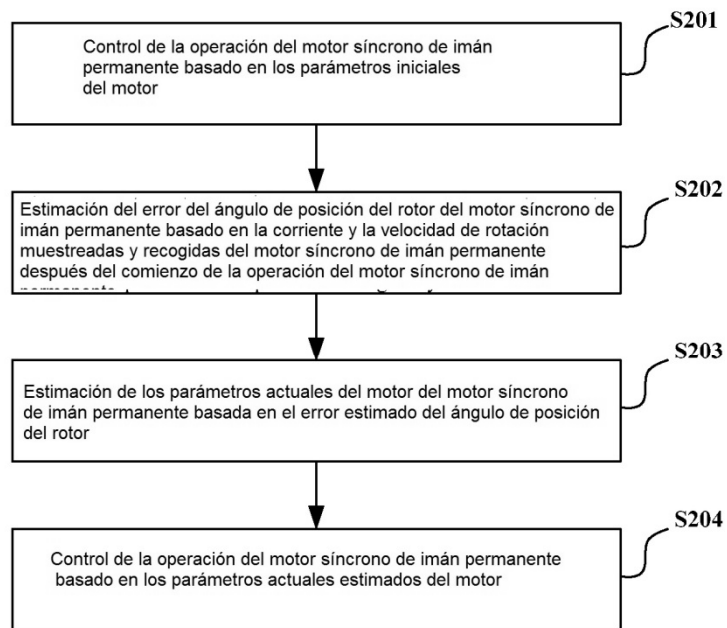 S201
Control de la operación del motor síncrono de imán
permanente basado en los parámetros iniciales
del motor
S202
Estimación del error del ángulo de posición del rotor del motor síncrono de
imán permanente basado en la corriente y la velocidad de rotación
muestreadas y recogidas del motor síncrono de imán permanente
después del comienzo de la operación del motor síncrono de imán
S203
Estimación de los parámetros actuales del motor del motor síncrono
de imán permanente basada en el error estimado del ángulo de posición
del rotor
S204
Control de la operación del motor síncrono de imán permanente
basado en los parámetros actuales estimados del motor